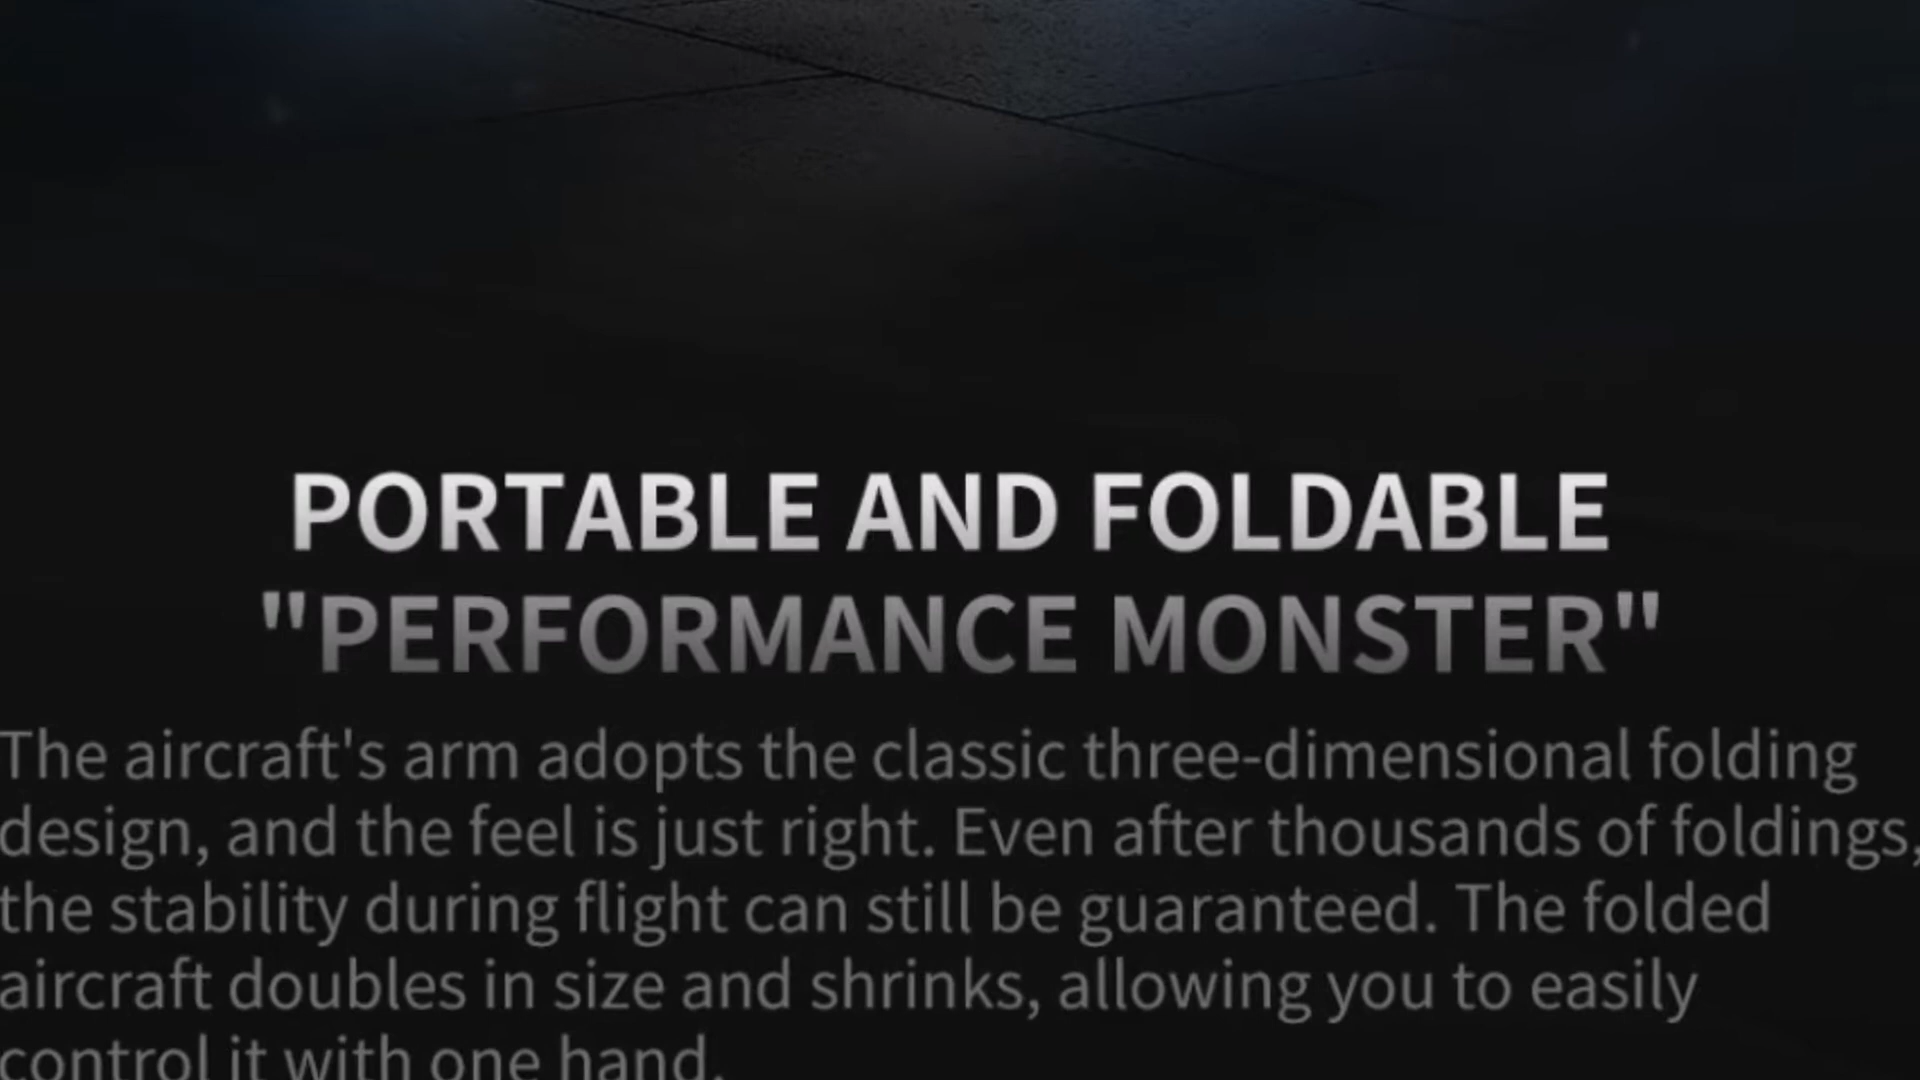 PORTABLE AND FOLDABLE
"PERFORMANCE MONSTER"
The aircraft's arm adopts the classic three-dimensional folding
design, and the feel is just right. Even after thousands of foldings,
the stability during flight can still be guaranteed. The folded
aircraft doubles in size and shrinks, allowing you to easily
control it with one hand.